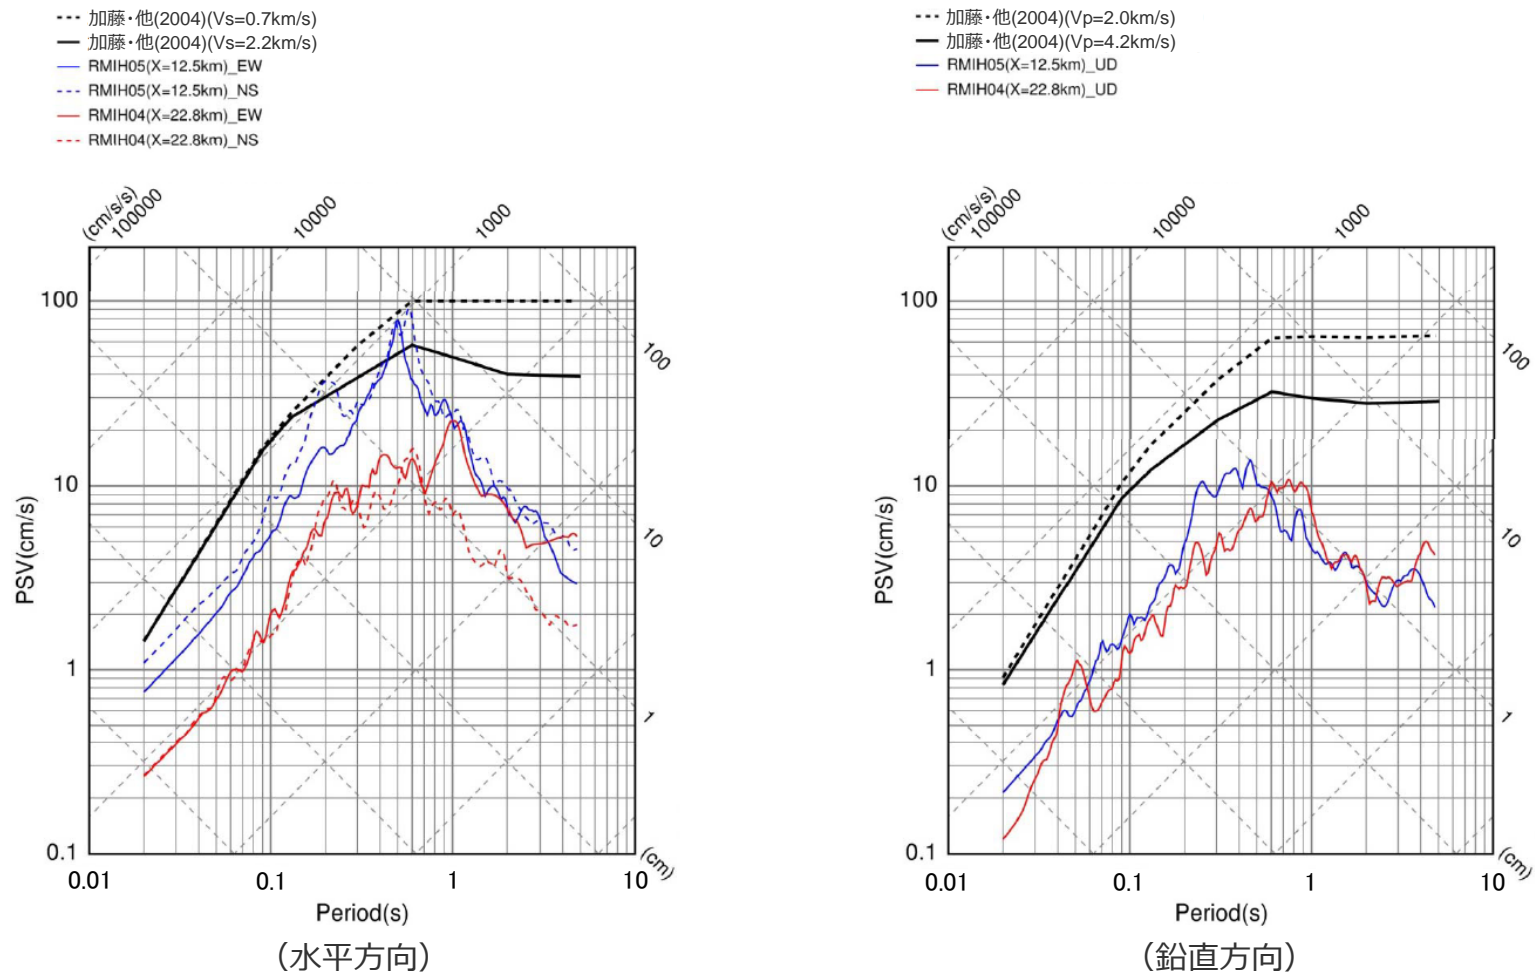 加藤・他(2004)(Vs=0.7km/s)
加藤・他(2004)(Vs=2.2km/s)
RMIH05(X=12.5km)_EW
RMIH05(X=12.5km)_NS
RMIH04(X=22.8km)_EW
RMIH04(X=22.8km)_NS
(cm/s/s)
100000
10000
1000
100
10
1
(cm)
100
10
1
0.1
PSV(cm/s)
0.01
0.1
1
10
Period(s)
（水平方向）
加藤・他(2004)(Vp=2.0km/s)
加藤・他(2004)(Vp=4.2km/s)
RMIH05(X=12.5km)_UD
RMIH04(X=22.8km)_UD
(cm/s/s)
100000
10000
1000
100
10
1
(cm)
100
10
1
0.1
PSV(cm/s)
0.01
0.1
1
10
Period(s)
（鉛直方向）